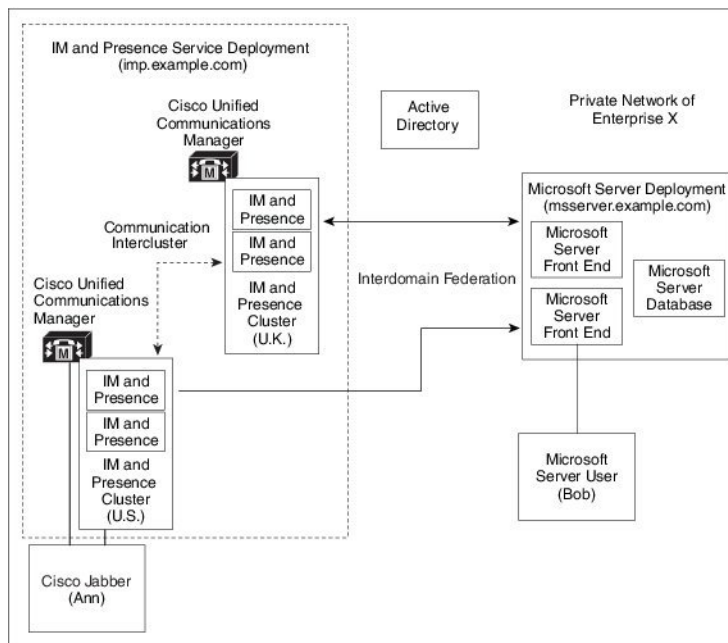 IM and Presence Service Deployment
(imp.example.com)
Cisco Unified
Communications
Manager
M
IM and
Presence
IM and
Presence
IM and
Presence
Cluster
(U.K.)
Communication
Intercluster
Cisco Unified
Communications
Manager
M
IM and
Presence
IM and
Presence
IM and
Presence
Cluster
(U.S.)
Cisco Jabber
(Ann)
Active
Directory
Private Network of
Enterprise X
Interdomain Federation
Microsoft Server Deployment
(msserver.example.com)
Microsoft
Server
Front End
Microsoft
Server
Front End
Microsoft
Server
Database
Microsoft
Server User
(Bob)